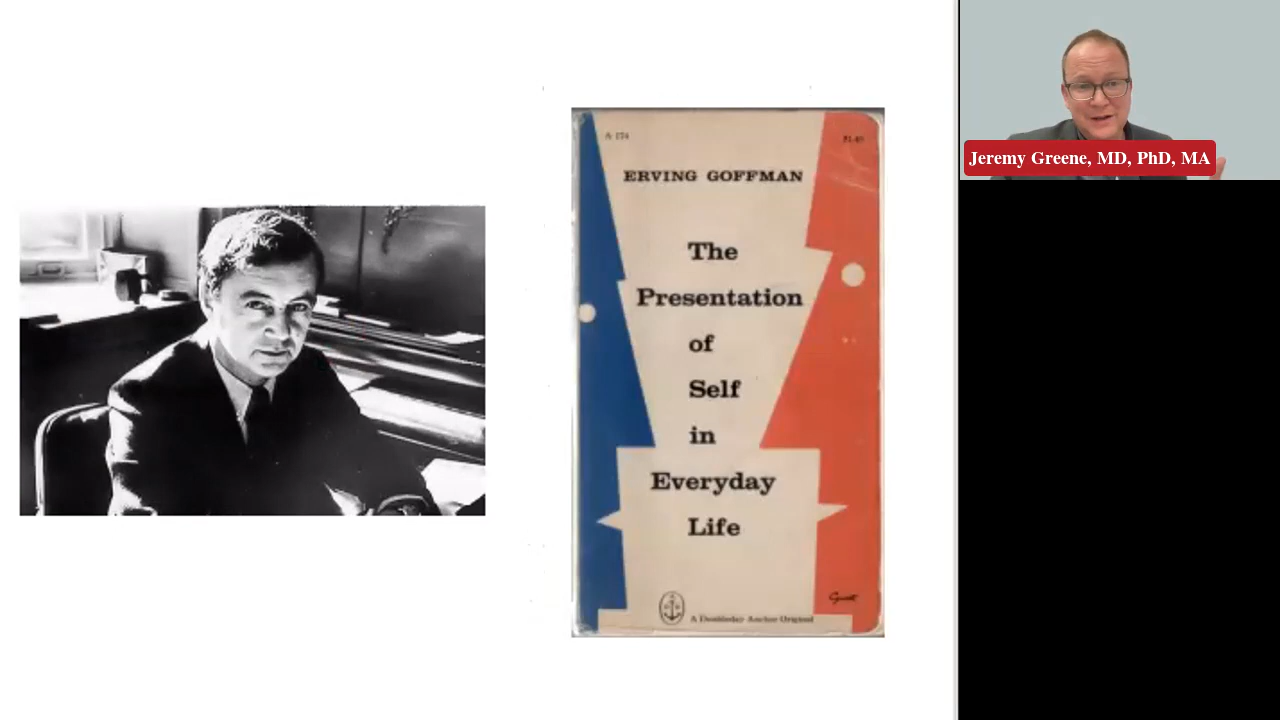 A 174
ERVING GOFFMAN
The
Presentation
of
Self
in
Everyday
Life
A Doubleday Anchor Original
Jeremy Greene, MD, PhD, MA